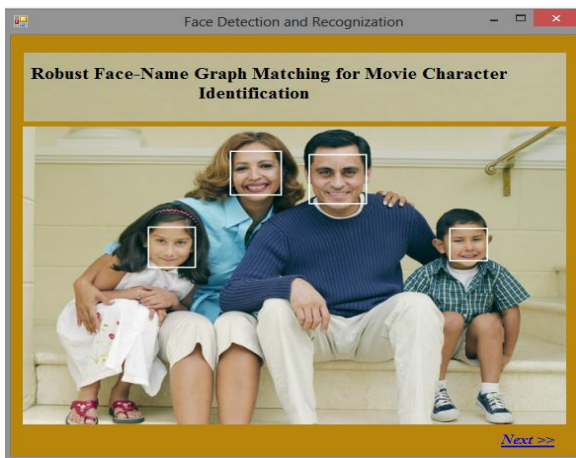 Face Detection and Recognization
Robust Face-Name Graph Matching for Movie Character
Identification
Next >>